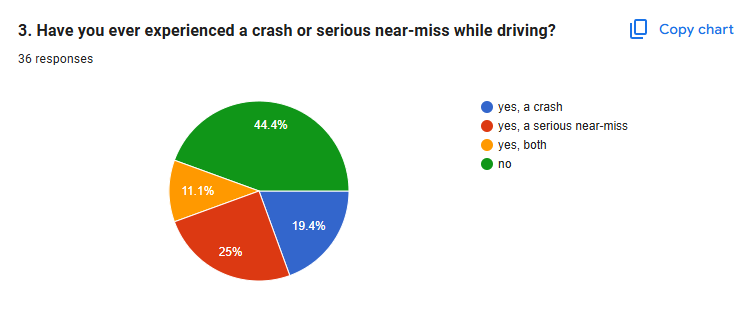 3. Have you ever experienced a crash or serious near-miss while driving?
Copy chart
36 responses
44.4%
11.1%
19.4%
25%
yes, a crash
yes, a serious near-miss
yes, both
no